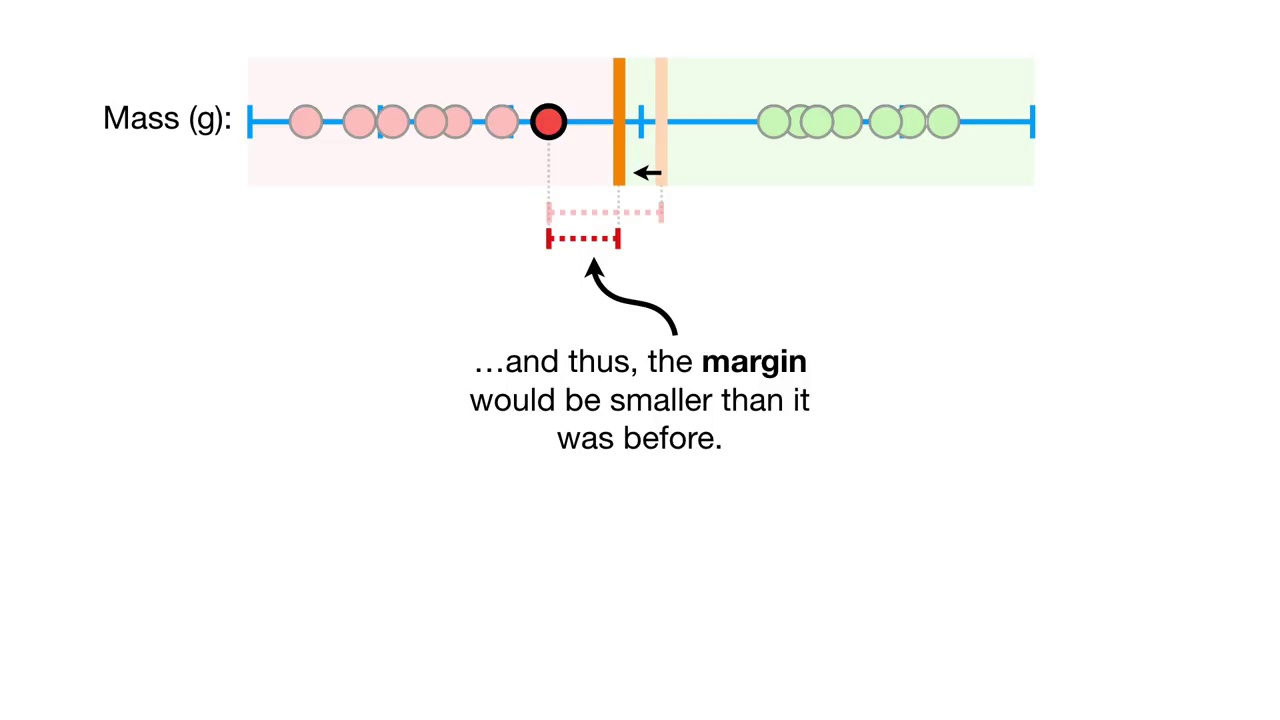 Mass (g):
…and thus, the margin
would be smaller than it
was before.